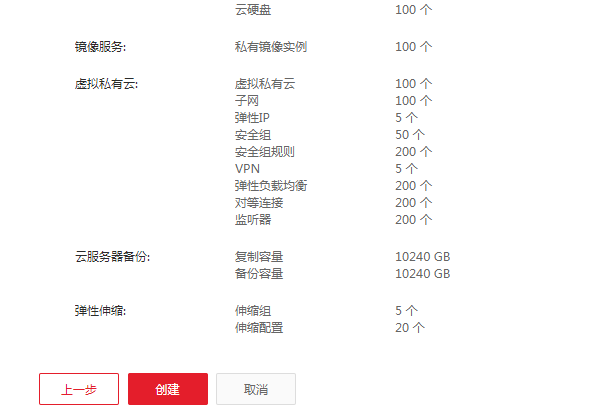 云硬盘 100 个
镜像服务: 私有镜像实例 100 个
虚拟私有云: 虚拟私有云 100 个
子网 100 个
弹性IP 5 个
安全组 50 个
安全组规则 200 个
VPN 5 个
弹性负载均衡 200 个
对等连接 200 个
监听器 200 个
云服务器备份: 复制容量 10240 GB
备份容量 10240 GB
弹性伸缩: 伸缩组 5 个
伸缩配置 20 个
上一步 创建 取消